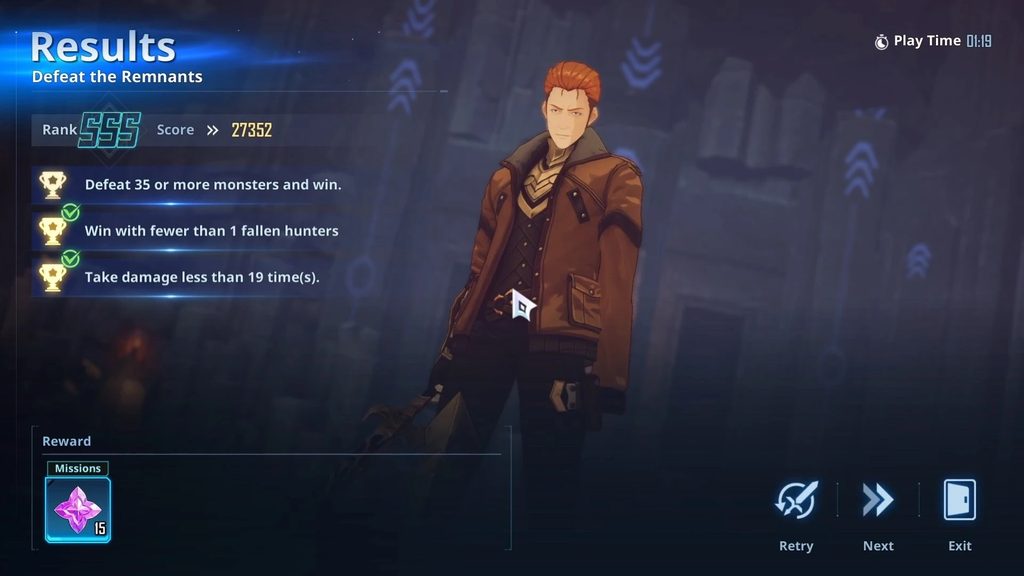 Results
Defeat the Remnants
Play Time 01:19
Rank SSS Score 27352
Defeat 35 or more monsters and win.
Win with fewer than 1 fallen hunters
Take damage less than 19 time(s).
Reward
Missions
15
Retry
Next
Exit